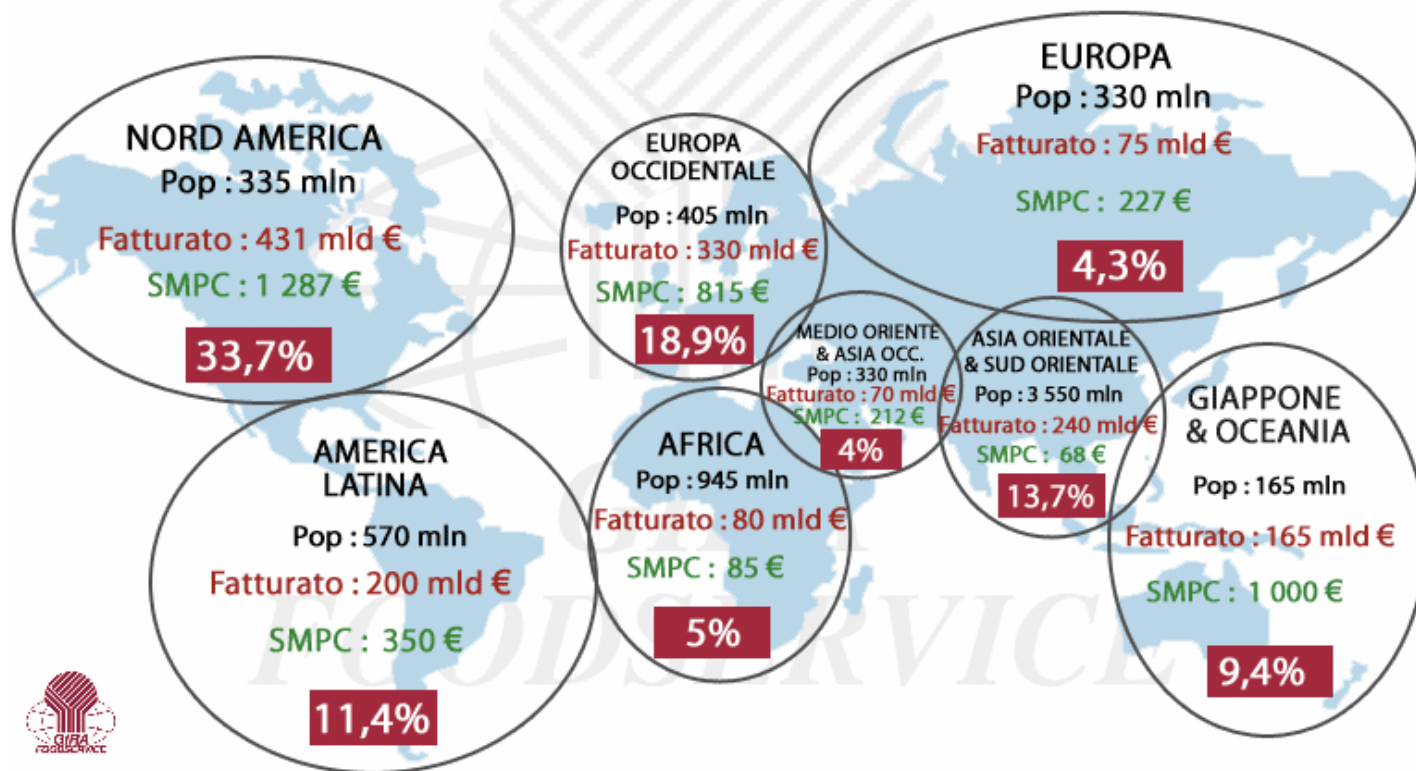 NORD AMERICA
Pop : 335 mln
Fatturato : 431 mld €
SMPC : 1 287 €
33,7%
EUROPA
OCCIDENTALE
Pop : 405 mln
Fatturato : 330 mld €
SMPC : 815 €
18,9%
EUROPA
Pop : 330 mln
Fatturato : 75 mld €
SMPC : 227 €
4,3%
MEDIO ORIENTE
& ASIA OCC.
Pop : 330 mln
Fatturato : 70 mld €
SMPC : 212 €
4%
ASIA ORIENTALE
& SUD ORIENTALE
Pop : 3 550 mln
Fatturato : 240 mld €
SMPC : 68 €
13,7%
GIAPPONE
& OCEANIA
Pop : 165 mln
Fatturato : 165 mld €
SMPC : 1 000 €
9,4%
AMERICA
LATINA
Pop : 570 mln
Fatturato : 200 mld €
SMPC : 350 €
11,4%
AFRICA
Pop : 945 mln
Fatturato : 80 mld €
SMPC : 85 €
5%
GIRA
FOODSERVICE
GIRA
FOODSERVICE